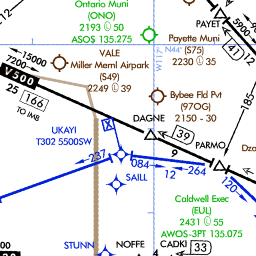 Ontario Muni
(ONO)
2193 50
ASOS 135.275
PAYET
5900
41
Payette Muni
(S75)
2230 35
N44°
W117°
VALE
Miller Meml Airpark
(S49)
2249 39
15000
7200
V500
25 166
TO IMB
Bybee Fld Pvt
(97OG)
2150 - 30
185
DAGNE
39
9
PARMO
UKAYI
T302 5500SW
X
237
084 12 264
120
SAILL
Caldwell Exec
(EUL)
2431 55
AWOS-3PT 135.075
STUNN
NOFFE
CADKI
33